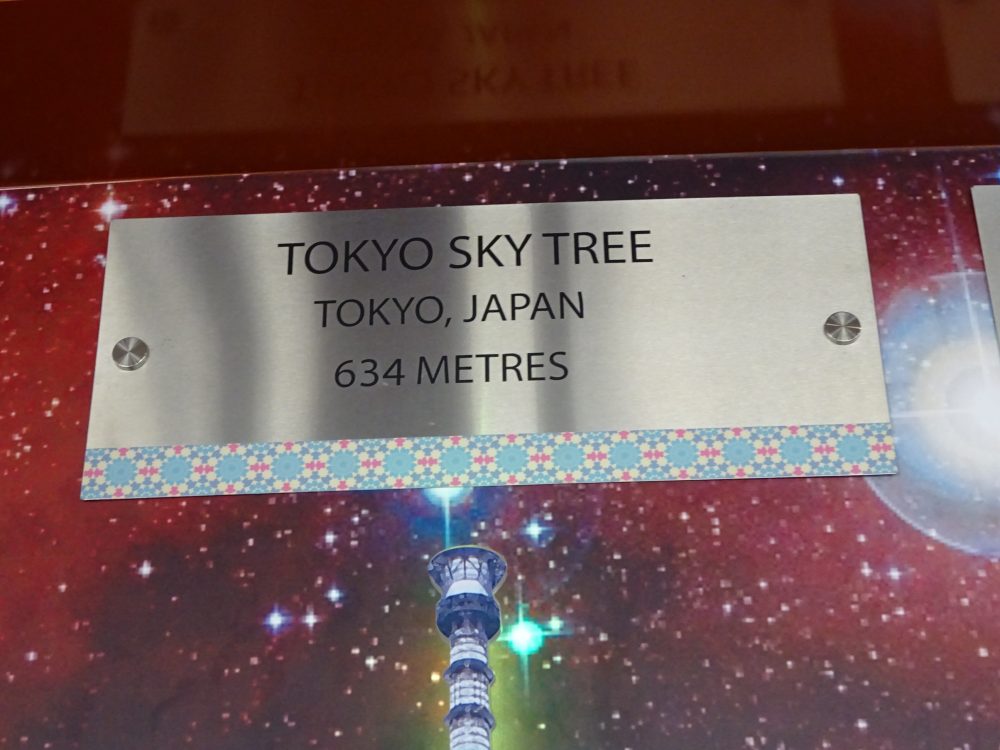 TOKYO SKY TREE
TOKYO, JAPAN
634 METRES